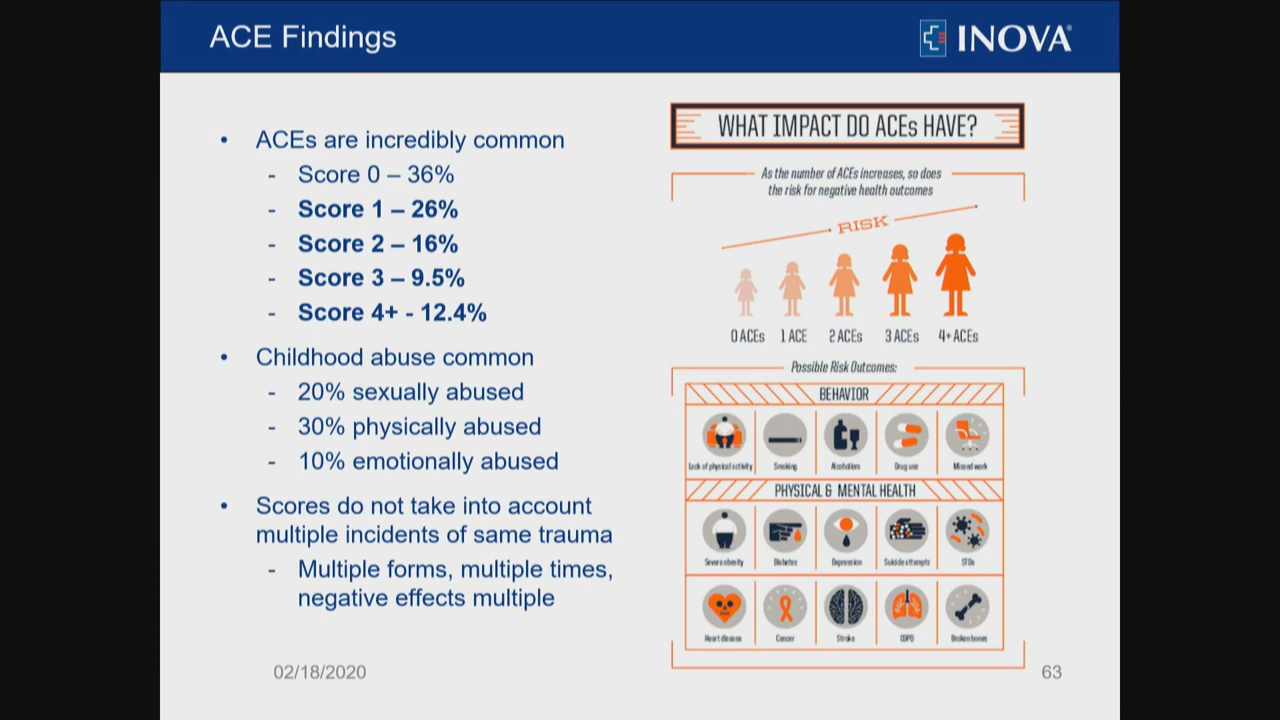 ACE Findings
INOVA®
• ACEs are incredibly common
- Score 0 – 36%
- Score 1 – 26%
- Score 2 – 16%
- Score 3 – 9.5%
- Score 4+ - 12.4%
• Childhood abuse common
- 20% sexually abused
- 30% physically abused
- 10% emotionally abused
• Scores do not take into account
multiple incidents of same trauma
- Multiple forms, multiple times,
negative effects multiple
WHAT IMPACT DO ACEs HAVE?
As the number of ACEs increases, so does
the risk for negative health outcomes
RISK
0 ACEs 1 ACE 2 ACEs 3 ACEs 4+ ACEs
Possible Risk Outcomes:
BEHAVIOR
Lack of physical activity Smoking Alcoholism Drug use Missed work
PHYSICAL & MENTAL HEALTH
Severe obesity Diabetes Depression Suicide attempts STDs
Heart disease Cancer Stroke COPD Broken bones
02/18/2020
63